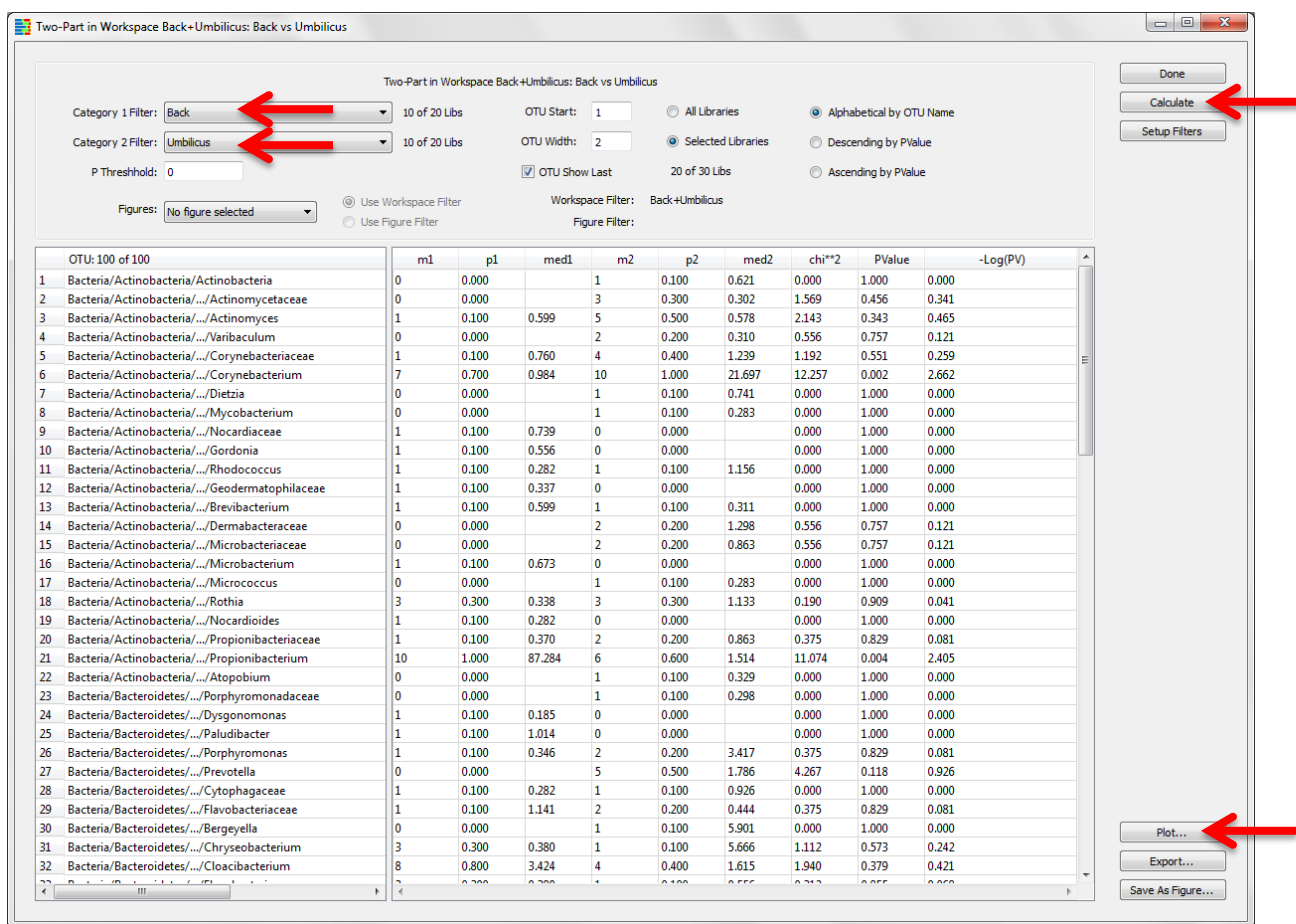 Two-Part in Workspace Back+Umbilicus: Back vs Umbilicus
Two-Part in Workspace Back+Umbilicus: Back vs Umbilicus
Done
Category 1 Filter: Back 10 of 20 Libs OTU Start: 1 All Libraries Alphabetical by OTU Name
Calculate
Category 2 Filter: Umbilicus 10 of 20 Libs OTU Width: 2 Selected Libraries Descending by PValue
Setup Filters
P Threshhold: 0 OTU Show Last 20 of 30 Libs Ascending by PValue
Figures: No figure selected Use Workspace Filter Workspace Filter: Back+Umbilicus
Use Figure Filter Figure Filter:
OTU: 100 of 100 m1 p1 med1 m2 p2 med2 chi**2 PValue -Log(PV)
1 Bacteria/Actinobacteria/Actinobacteria 0 0.000 1 0.100 0.621 0.000 1.000 0.000
2 Bacteria/Actinobacteria/.../Actinomycetaceae 0 0.000 3 0.300 0.302 1.569 0.456 0.341
3 Bacteria/Actinobacteria/.../Actinomyces 1 0.100 0.599 5 0.500 0.578 2.143 0.343 0.465
4 Bacteria/Actinobacteria/.../Varibaculum 0 0.000 2 0.200 0.310 0.556 0.757 0.121
5 Bacteria/Actinobacteria/.../Corynebacteriaceae 1 0.100 0.760 4 0.400 1.239 1.192 0.551 0.259
6 Bacteria/Actinobacteria/.../Corynebacterium 7 0.700 0.984 10 1.000 21.697 12.257 0.002 2.662
7 Bacteria/Actinobacteria/.../Dietzia 0 0.000 1 0.100 0.741 0.000 1.000 0.000
8 Bacteria/Actinobacteria/.../Mycobacterium 0 0.000 1 0.100 0.283 0.000 1.000 0.000
9 Bacteria/Actinobacteria/.../Nocardiaceae 1 0.100 0.739 0 0.000 0.000 1.000 0.000
10 Bacteria/Actinobacteria/.../Gordonia 1 0.100 0.556 0 0.000 0.000 1.000 0.000
11 Bacteria/Actinobacteria/.../Rhodococcus 1 0.100 0.282 1 0.100 1.156 0.000 1.000 0.000
12 Bacteria/Actinobacteria/.../Geodermatophilaceae 1 0.100 0.337 0 0.000 0.000 1.000 0.000
13 Bacteria/Actinobacteria/.../Brevibacterium 1 0.100 0.599 1 0.100 0.311 0.000 1.000 0.000
14 Bacteria/Actinobacteria/.../Dermabacteraceae 0 0.000 2 0.200 1.298 0.556 0.757 0.121
15 Bacteria/Actinobacteria/.../Microbacteriaceae 0 0.000 2 0.200 0.863 0.556 0.757 0.121
16 Bacteria/Actinobacteria/.../Microbacterium 1 0.100 0.673 0 0.000 0.000 1.000 0.000
17 Bacteria/Actinobacteria/.../Micrococcus 0 0.000 1 0.100 0.283 0.000 1.000 0.000
18 Bacteria/Actinobacteria/.../Rothia 3 0.300 0.338 3 0.300 1.133 0.190 0.909 0.041
19 Bacteria/Actinobacteria/.../Nocardioides 1 0.100 0.282 0 0.000 0.000 1.000 0.000
20 Bacteria/Actinobacteria/.../Propionibacteriaceae 1 0.100 0.370 2 0.200 0.863 0.375 0.829 0.081
21 Bacteria/Actinobacteria/.../Propionibacterium 10 1.000 87.284 6 0.600 1.514 11.074 0.004 2.405
22 Bacteria/Actinobacteria/.../Atopobium 0 0.000 1 0.100 0.329 0.000 1.000 0.000
23 Bacteria/Bacteroidetes/.../Porphyromonadaceae 0 0.000 1 0.100 0.298 0.000 1.000 0.000
24 Bacteria/Bacteroidetes/.../Dysgonomonas 1 0.100 0.185 0 0.000 0.000 1.000 0.000
25 Bacteria/Bacteroidetes/.../Paludibacter 1 0.100 1.014 0 0.000 0.000 1.000 0.000
26 Bacteria/Bacteroidetes/.../Porphyromonas 1 0.100 0.346 2 0.200 3.417 0.375 0.829 0.081
27 Bacteria/Bacteroidetes/.../Prevotella 0 0.000 5 0.500 1.786 4.267 0.118 0.926
28 Bacteria/Bacteroidetes/.../Cytophagaceae 1 0.100 0.282 1 0.100 0.926 0.000 1.000 0.000
29 Bacteria/Bacteroidetes/.../Flavobacteriaceae 1 0.100 1.141 2 0.200 0.444 0.375 0.829 0.081
30 Bacteria/Bacteroidetes/.../Bergeyella 0 0.000 1 0.100 5.901 0.000 1.000 0.000
Plot...
31 Bacteria/Bacteroidetes/.../Chryseobacterium 3 0.300 0.380 1 0.100 5.666 1.112 0.573 0.242
32 Bacteria/Bacteroidetes/.../Cloacibacterium 8 0.800 3.424 4 0.400 1.615 1.940 0.379 0.421
Export...
Save As Figure...